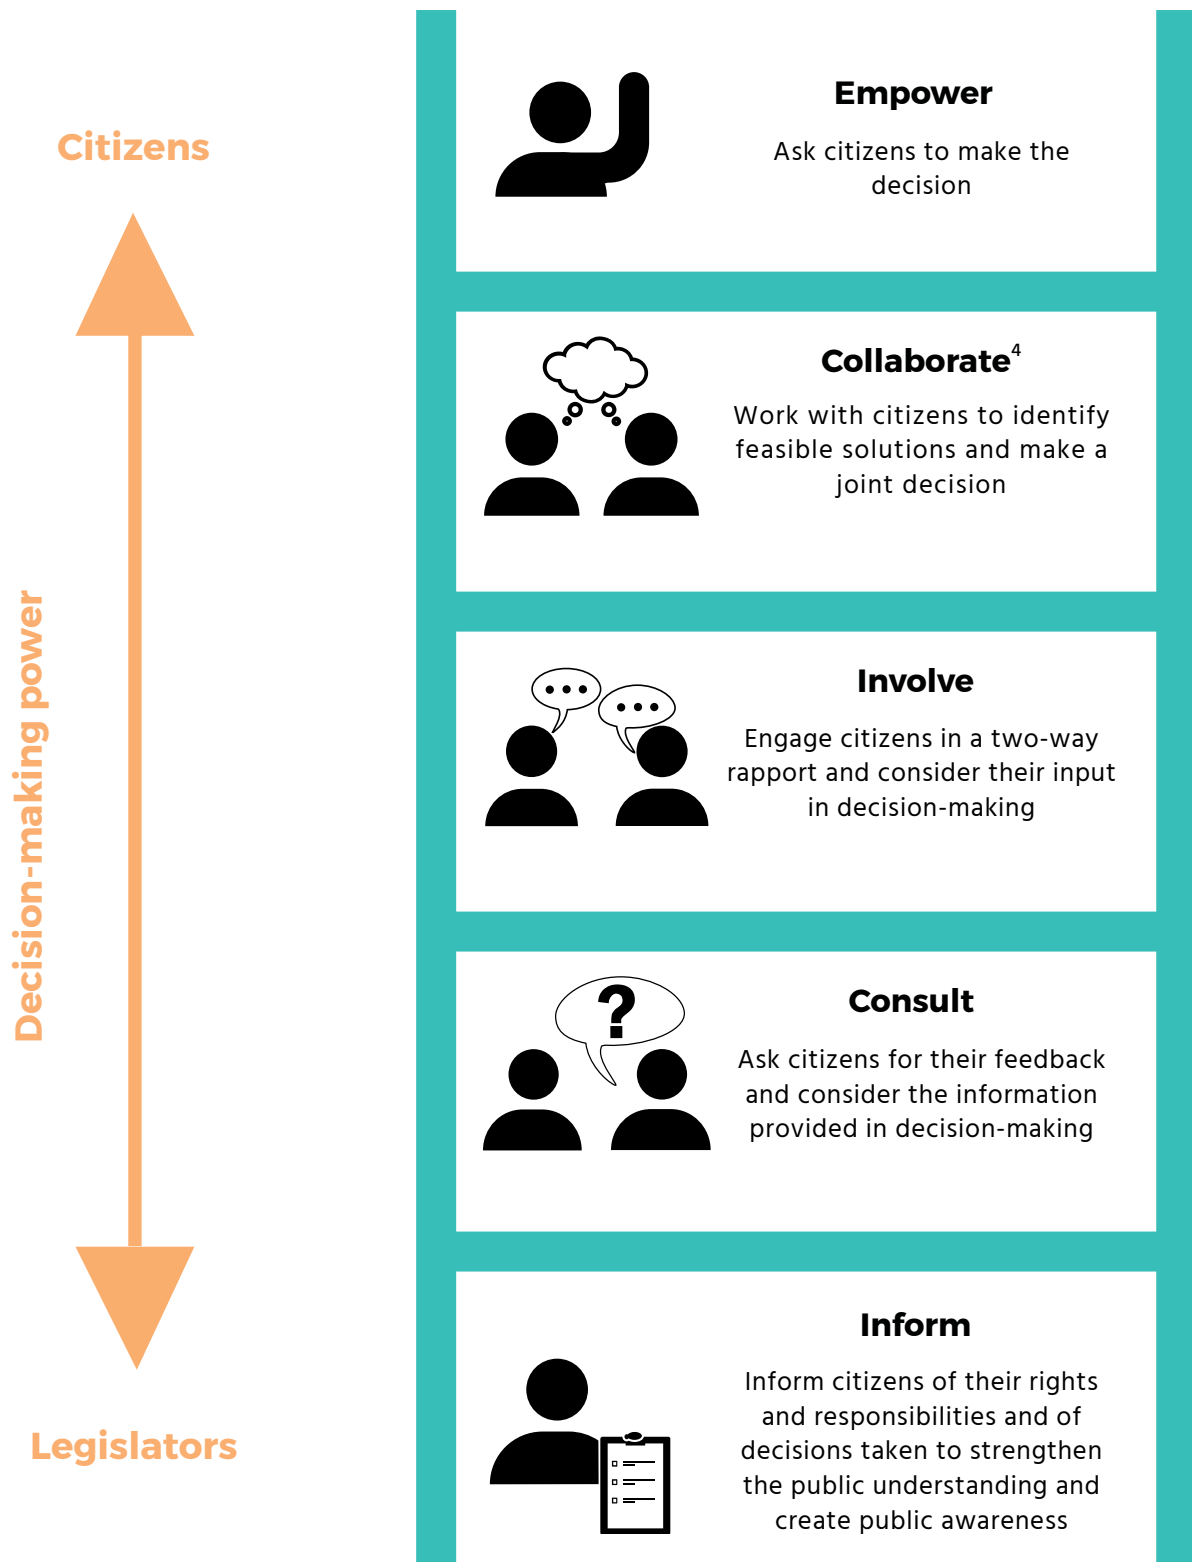 Citizens
Decision-making power
Legislators
Empower
Ask citizens to make the
decision
Collaborate⁴
Work with citizens to identify
feasible solutions and make a
joint decision
Involve
Engage citizens in a two-way
rapport and consider their input
in decision-making
?
Consult
Ask citizens for their feedback
and consider the information
provided in decision-making
Inform
Inform citizens of their rights
and responsibilities and of
decisions taken to strengthen
the public understanding and
create public awareness